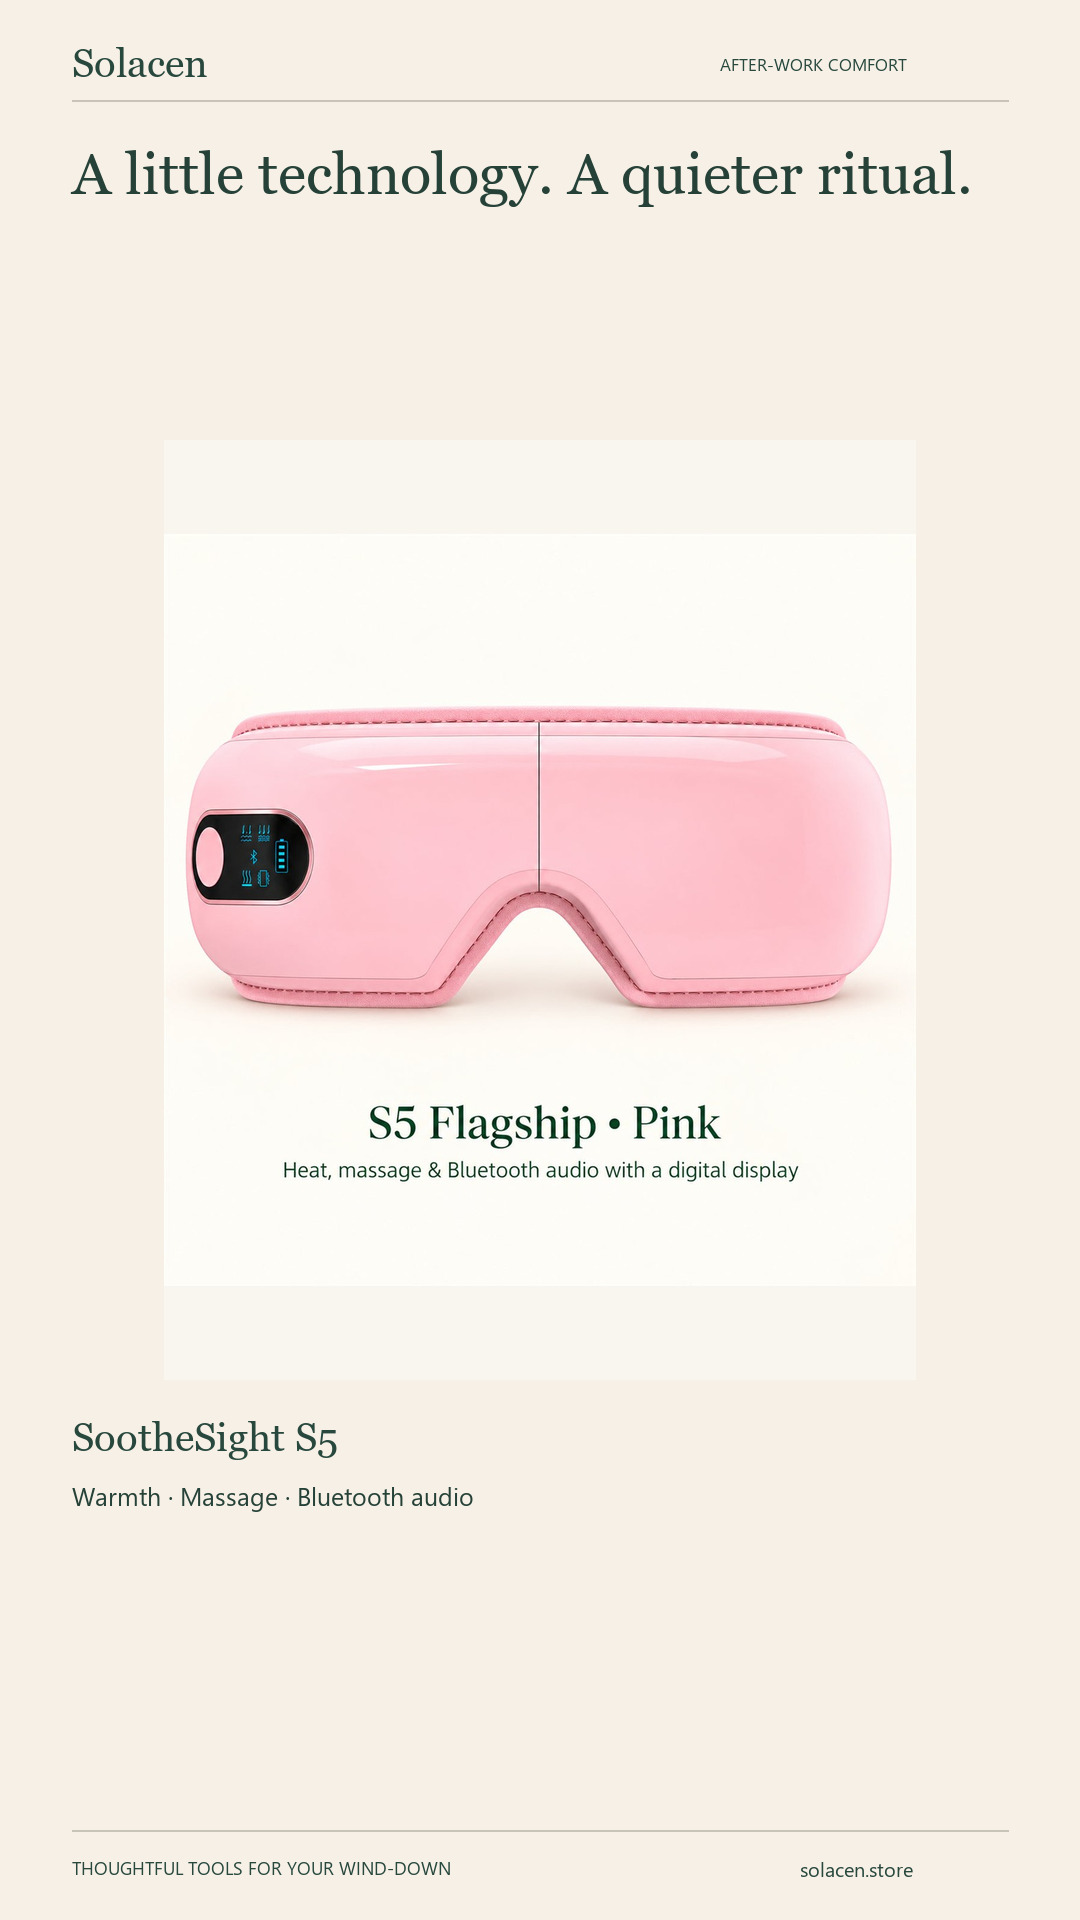 Solacen
AFTER-WORK COMFORT
A little technology. A quieter ritual.
S5 Flagship • Pink
Heat, massage & Bluetooth audio with a digital display
SootheSight S5
Warmth · Massage · Bluetooth audio
THOUGHTFUL TOOLS FOR YOUR WIND-DOWN
solacen.store